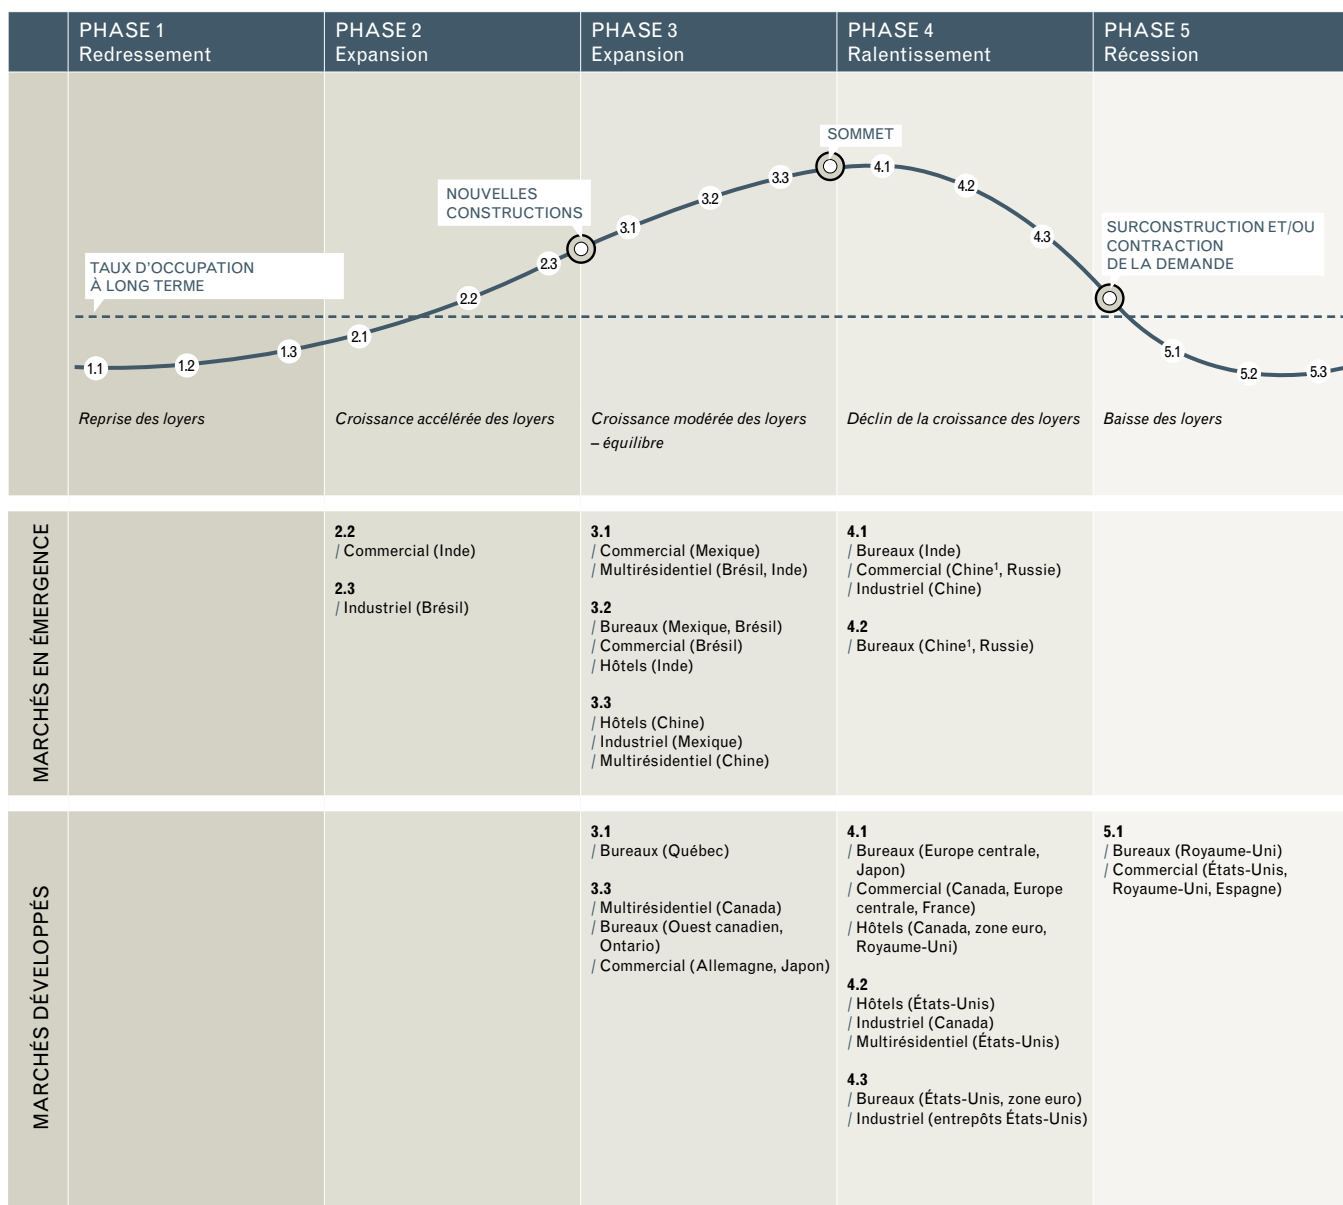 PHASE 1
Redressement
PHASE 2
Expansion
PHASE 3
Expansion
PHASE 4
Ralentissement
PHASE 5
Récession
SOMMET
NOUVELLES
CONSTRUCTIONS
SURCONSTRUCTION ET/OU
CONTRACTION
DE LA DEMANDE
TAUX D'OCCUPATION
À LONG TERME
1.1
1.2
1.3
2.1
2.2
2.3
3.1
3.2
3.3
4.1
4.2
4.3
5.1
5.2
5.3
Reprise des loyers
Croissance accélérée des loyers
Croissance modérée des loyers
– équilibre
Déclin de la croissance des loyers
Baisse des loyers
MARCHÉS EN ÉMERGENCE
2.2
/ Commercial (Inde)
2.3
/ Industriel (Brésil)
3.1
/ Commercial (Mexique)
/ Multirésidentiel (Brésil, Inde)
3.2
/ Bureaux (Mexique, Brésil)
/ Commercial (Brésil)
/ Hôtels (Inde)
3.3
/ Hôtels (Chine)
/ Industriel (Mexique)
/ Multirésidentiel (Chine)
4.1
/ Bureaux (Inde)
/ Commercial (Chine¹, Russie)
/ Industriel (Chine)
4.2
/ Bureaux (Chine¹, Russie)
MARCHÉS DÉVELOPPÉS
3.1
/ Bureaux (Québec)
3.3
/ Multirésidentiel (Canada)
/ Bureaux (Ouest canadien,
Ontario)
/ Commercial (Allemagne, Japon)
4.1
/ Bureaux (Europe centrale,
Japon)
/ Commercial (Canada, Europe
centrale, France)
/ Hôtels (Canada, zone euro,
Royaume-Uni)
4.2
/ Hôtels (États-Unis)
/ Industriel (Canada)
/ Multirésidentiel (États-Unis)
4.3
/ Bureaux (États-Unis, zone euro)
/ Industriel (entrepôts États-Unis)
5.1
/ Bureaux (Royaume-Uni)
/ Commercial (États-Unis,
Royaume-Uni, Espagne)